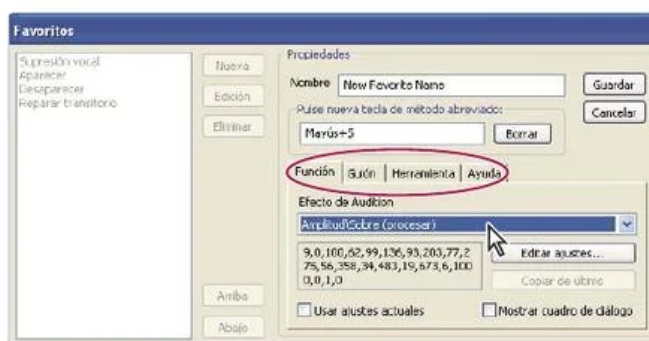 Favoritos
Supresión vocal
Aparecer
Desaparecer
Reparar transitorio
Nueva
Edición
Eliminar
Arriba
Abajo
Propiedades
Nombre
New Favorite Name
Guardar
Cancelar
Pulse nueva tecla de método abreviado:
Mayús+5
Borrar
Función
Guión
Herramienta
Ayuda
Efecto de Audition
Amplitud\Sobre (procesar)
9,0,100,62,99,136,93,203,77,2
75,56,358,34,483,19,673,6,100
0,0,1,0
Editar ajustes...
Copiar de último
Usar ajustes actuales
Mostrar cuadro de diálogo